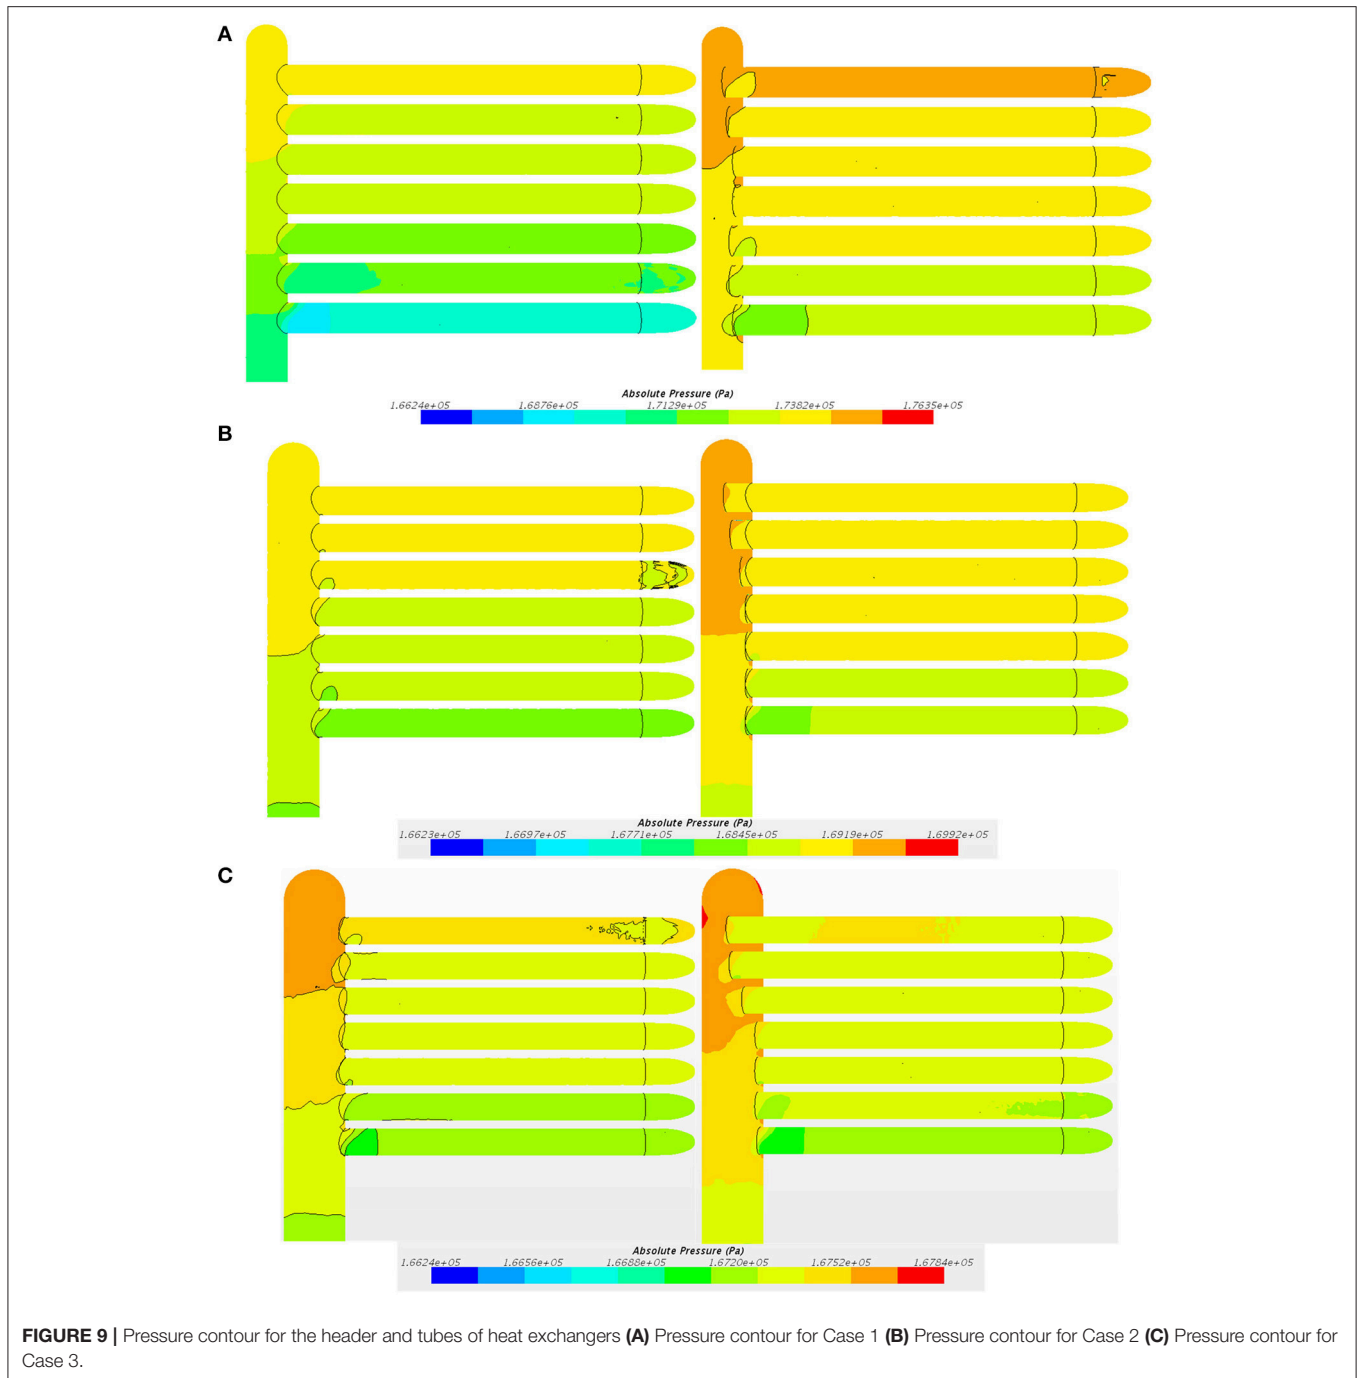 A
Absolute Pressure (Pa)
1.6624e+05 1.6876e+05 1.7129e+05 1.7382e+05 1.7635e+05
B
Absolute Pressure (Pa)
1.6623e+05 1.6697e+05 1.6771e+05 1.6845e+05 1.6919e+05 1.6992e+05
C
Absolute Pressure (Pa)
1.6624e+05 1.6656e+05 1.6688e+05 1.6720e+05 1.6752e+05 1.6784e+05
FIGURE 9 | Pressure contour for the header and tubes of heat exchangers (A) Pressure contour for Case 1 (B) Pressure contour for Case 2 (C) Pressure contour for
Case 3.